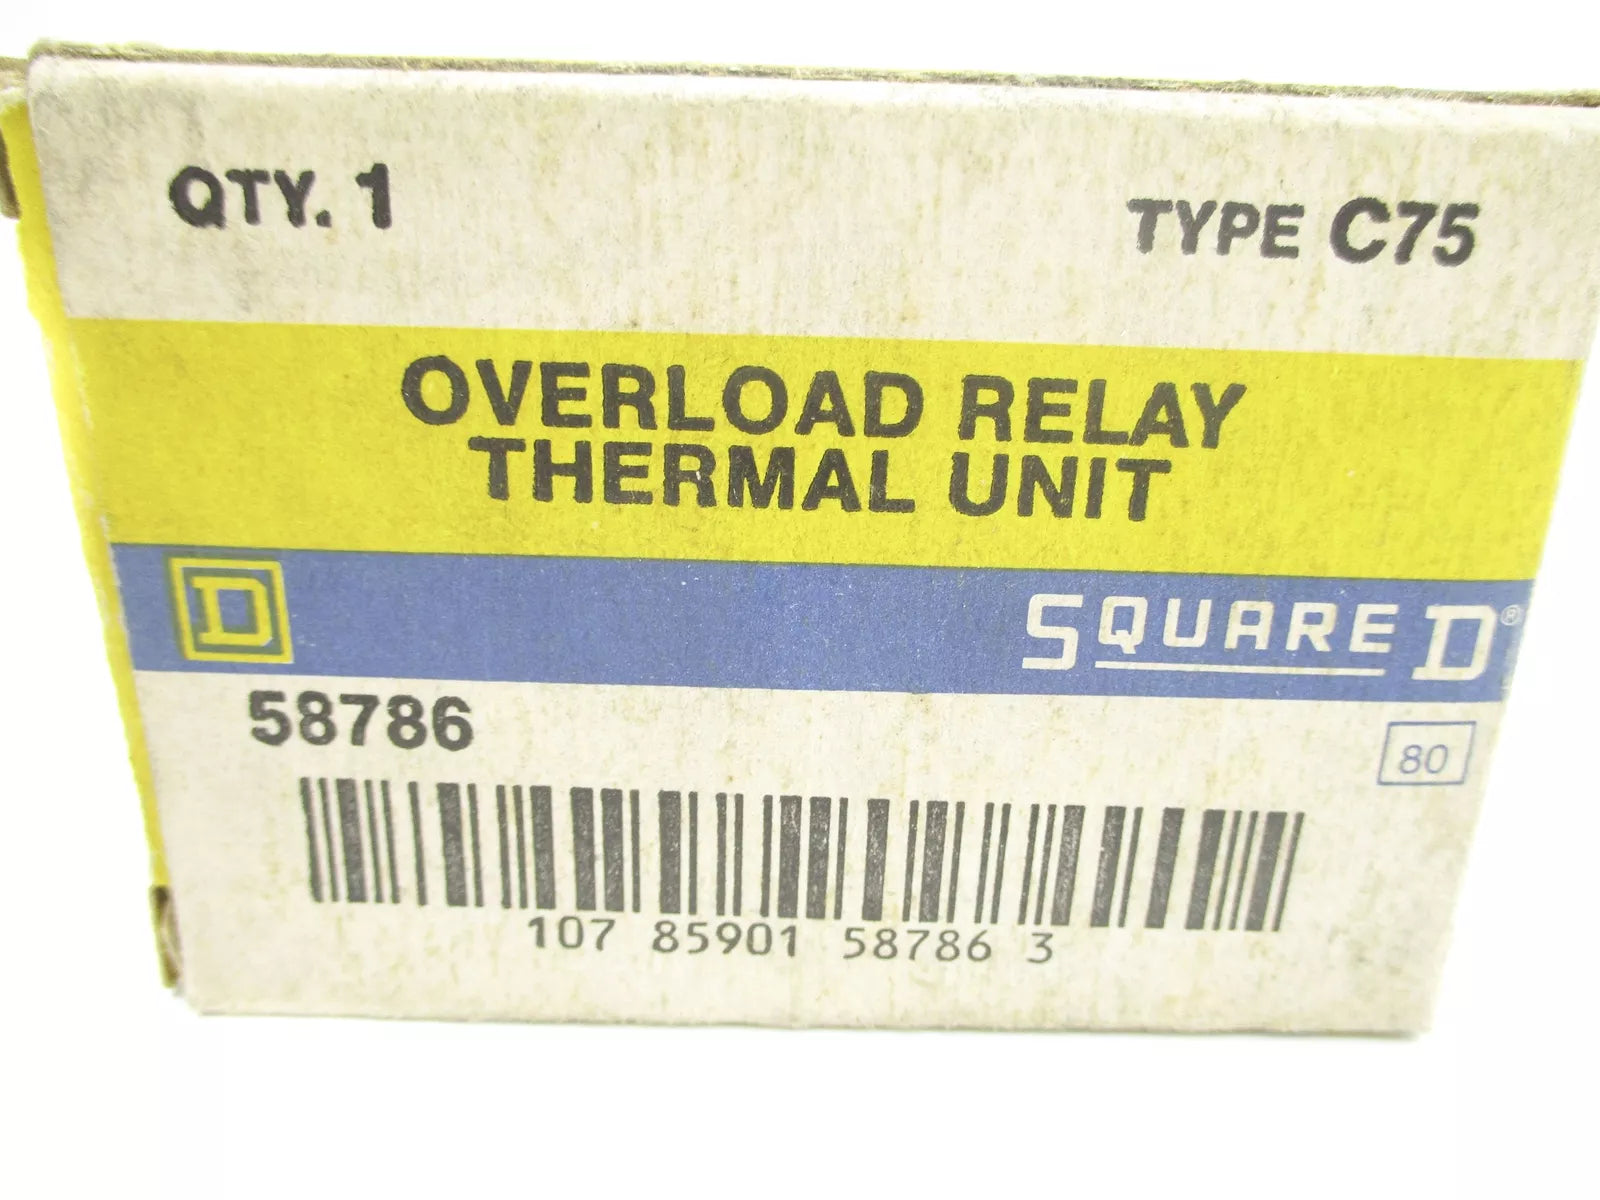 QTY. 1
TYPE C75
OVERLOAD RELAY
THERMAL UNIT
D
SQUARE D®
58786
80
107 85901 58786 3